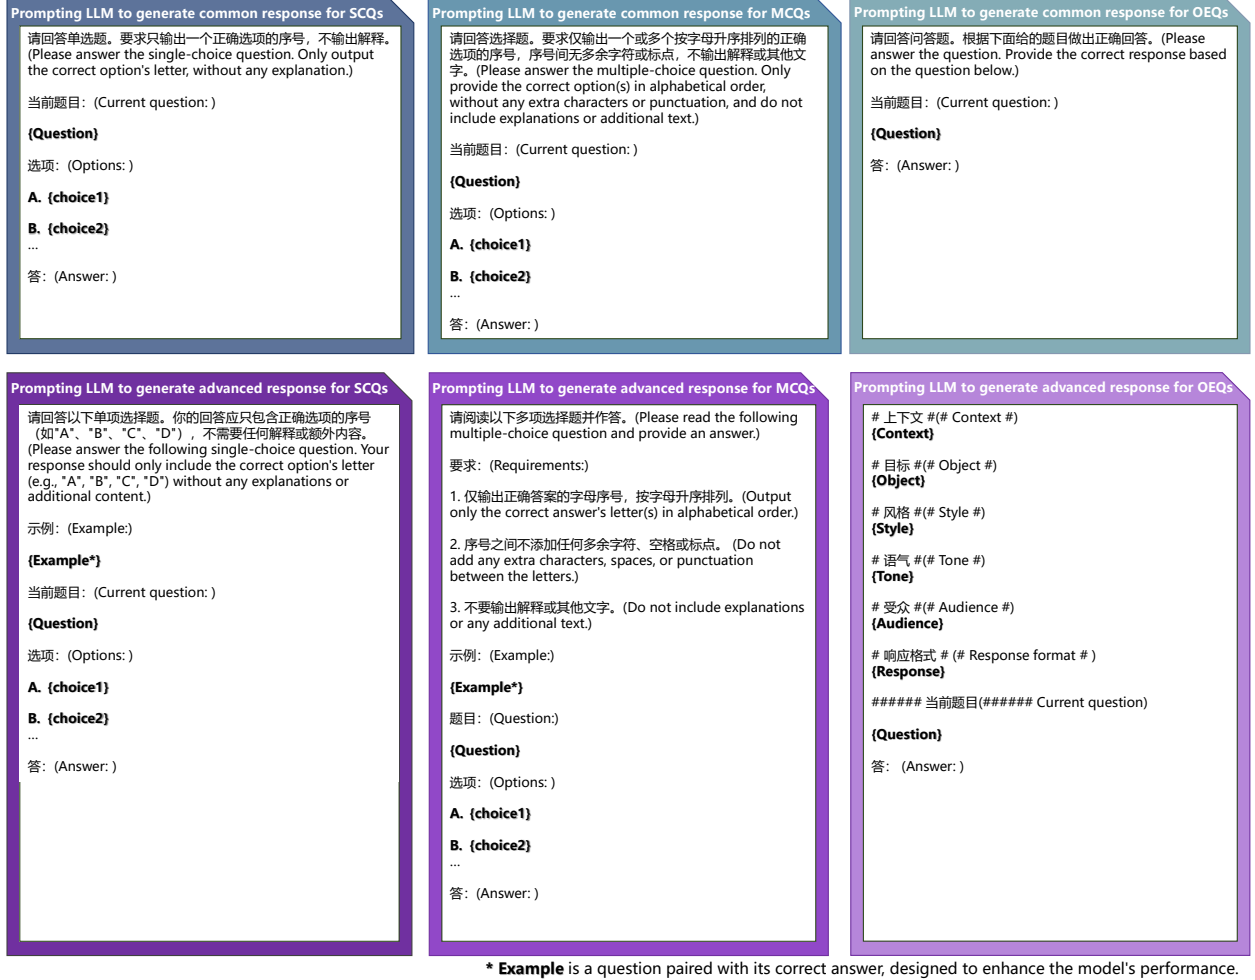 Prompting LLM to generate common response for SCQs
请回答单选题。要求只输出一个正确选项的序号，不输出解释。
(Please answer the single-choice question. Only output
the correct option's letter, without any explanation.)
当前题目：(Current question: )
{Question}
选项：(Options: )
A. {choice1}
B. {choice2}
...
答：(Answer: )
Prompting LLM to generate common response for MCQs
请回答选择题。要求仅输出一个或多个按字母升序排列的正确
选项的序号，序号间无多余字符或标点，不输出解释或其他文
字。(Please answer the multiple-choice question. Only
provide the correct option(s) in alphabetical order,
without any extra characters or punctuation, and do not
include explanations or additional text.)
当前题目：(Current question: )
{Question}
选项：(Options: )
A. {choice1}
B. {choice2}
...
答：(Answer: )
Prompting LLM to generate common response for OEQs
请回答问答题。根据下面给的题目做出正确回答。(Please
answer the question. Provide the correct response based
on the question below.)
当前题目：(Current question: )
{Question}
答：(Answer: )
Prompting LLM to generate advanced response for SCQs
请回答以下单项选择题。你的回答应只包含正确选项的序号
（如"A"、"B"、"C"、"D"），不需要任何解释或额外内容。
(Please answer the following single-choice question. Your
response should only include the correct option's letter
(e.g., "A", "B", "C", "D") without any explanations or
additional content.)
示例：(Example:)
{Example*}
当前题目：(Current question: )
{Question}
选项：(Options: )
A. {choice1}
B. {choice2}
...
答：(Answer: )
Prompting LLM to generate advanced response for MCQs
请阅读以下多项选择题并作答。(Please read the following
multiple-choice question and provide an answer.)
要求：(Requirements:)
1. 仅输出正确答案的字母序号，按字母升序排列。(Output
only the correct answer's letter(s) in alphabetical order.)
2. 序号之间不添加任何多余字符、空格或标点。 (Do not
add any extra characters, spaces, or punctuation
between the letters.)
3. 不要输出解释或其他文字。(Do not include explanations
or any additional text.)
示例：(Example:)
{Example*}
题目：(Question:)
{Question}
选项：(Options: )
A. {choice1}
B. {choice2}
...
答：(Answer: )
Prompting LLM to generate advanced response for OEQs
# 上下文 #(# Context #)
{Context}
# 目标 #(# Object #)
{Object}
# 风格 #(# Style #)
{Style}
# 语气 #(# Tone #)
{Tone}
# 受众 #(# Audience #)
{Audience}
# 响应格式 # (# Response format # )
{Response}
###### 当前题目(###### Current question)
{Question}
答： (Answer: )
* Example is a question paired with its correct answer, designed to enhance the model's performance.